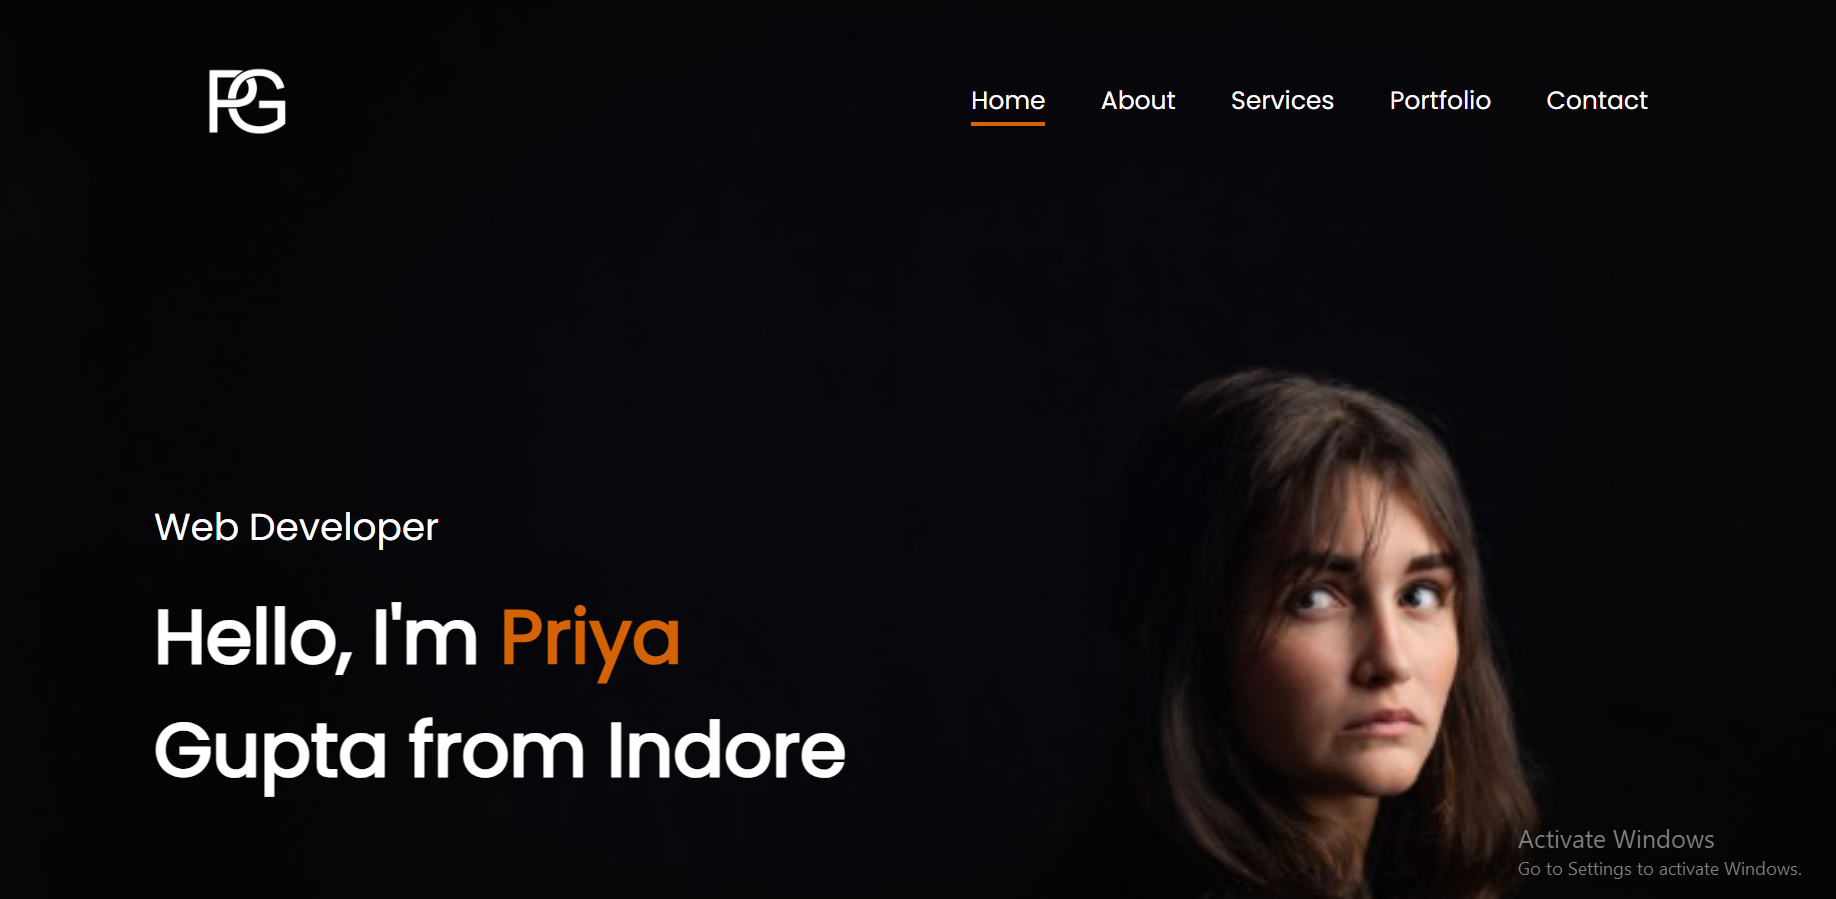 PG
Home About Services Portfolio Contact
Web Developer
Hello, I'm Priya
Gupta from Indore
Activate Windows
Go to Settings to activate Windows.